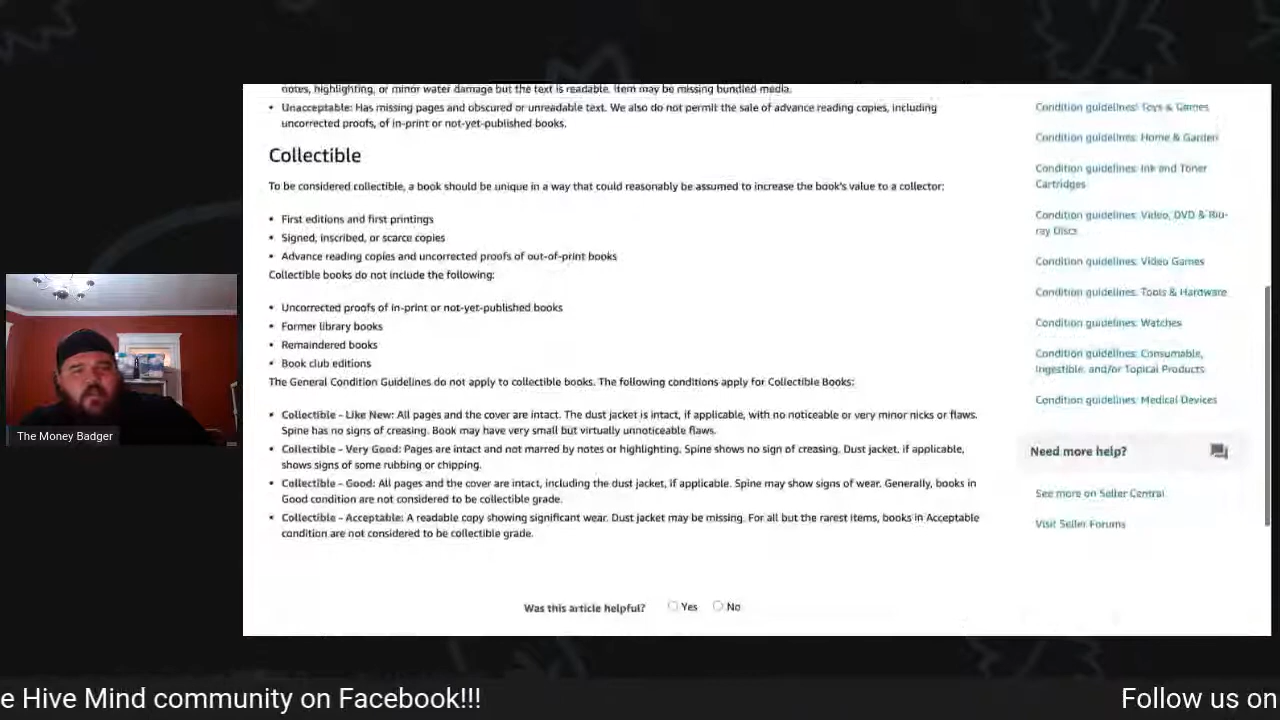 notes, highlighting, or minor water damage but the text is readable. Item may be missing bundled media.
• Unacceptable: Has missing pages and obscured or unreadable text. We also do not permit the sale of advance reading copies, including
uncorrected proofs, of in-print or not-yet-published books.
Collectible
To be considered collectible, a book should be unique in a way that could reasonably be assumed to increase the book's value to a collector:
• First editions and first printings
• Signed, inscribed, or scarce copies
• Advance reading copies and uncorrected proofs of out-of-print books
Collectible books do not include the following:
• Uncorrected proofs of in-print or not-yet-published books
• Former library books
• Remaindered books
• Book club editions
The General Condition Guidelines do not apply to collectible books. The following conditions apply for Collectible Books:
• Collectible - Like New: All pages and the cover are intact. The dust jacket is intact, if applicable, with no noticeable or very minor nicks or flaws.
Spine has no signs of creasing. Book may have very small but virtually unnoticeable flaws.
• Collectible - Very Good: Pages are intact and not marred by notes or highlighting. Spine shows no sign of creasing. Dust jacket, if applicable,
shows signs of some rubbing or chipping.
• Collectible - Good: All pages and the cover are intact, including the dust jacket, if applicable. Spine may show signs of wear. Generally, books in
Good condition are not considered to be collectible grade.
• Collectible - Acceptable: A readable copy showing significant wear. Dust jacket may be missing. For all but the rarest items, books in Acceptable
condition are not considered to be collectible grade.
Was this article helpful? Yes No
Condition guidelines: Toys & Games
Condition guidelines: Home & Garden
Condition guidelines: Ink and Toner
Cartridges
Condition guidelines: Video, DVD & Blu-
ray Discs
Condition guidelines: Video Games
Condition guidelines: Tools & Hardware
Condition guidelines: Watches
Condition guidelines: Consumable,
Ingestible, and/or Topical Products
Condition guidelines: Medical Devices
Need more help?
See more on Seller Central
Visit Seller Forums
The Money Badger
e Hive Mind community on Facebook!!!
Follow us on